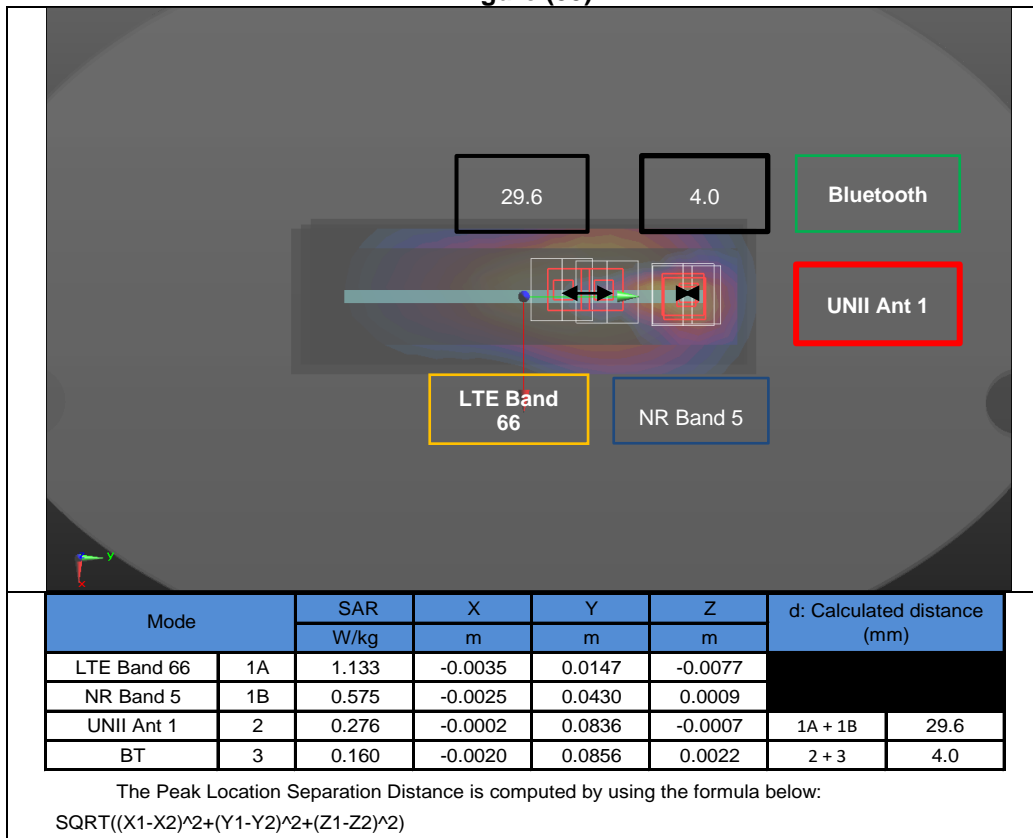 29.6
4.0
Bluetooth
UNII Ant 1
LTE Band
66
NR Band 5
y
x
Mode SAR X Y Z d: Calculated distance
(mm)
W/kg m m m
LTE Band 66 1A 1.133 -0.0035 0.0147 -0.0077
NR Band 5 1B 0.575 -0.0025 0.0430 0.0009
UNII Ant 1 2 0.276 -0.0002 0.0836 -0.0007 1A + 1B 29.6
BT 3 0.160 -0.0020 0.0856 0.0022 2 + 3 4.0
The Peak Location Separation Distance is computed by using the formula below:
SQRT((X1-X2)^2+(Y1-Y2)^2+(Z1-Z2)^2)